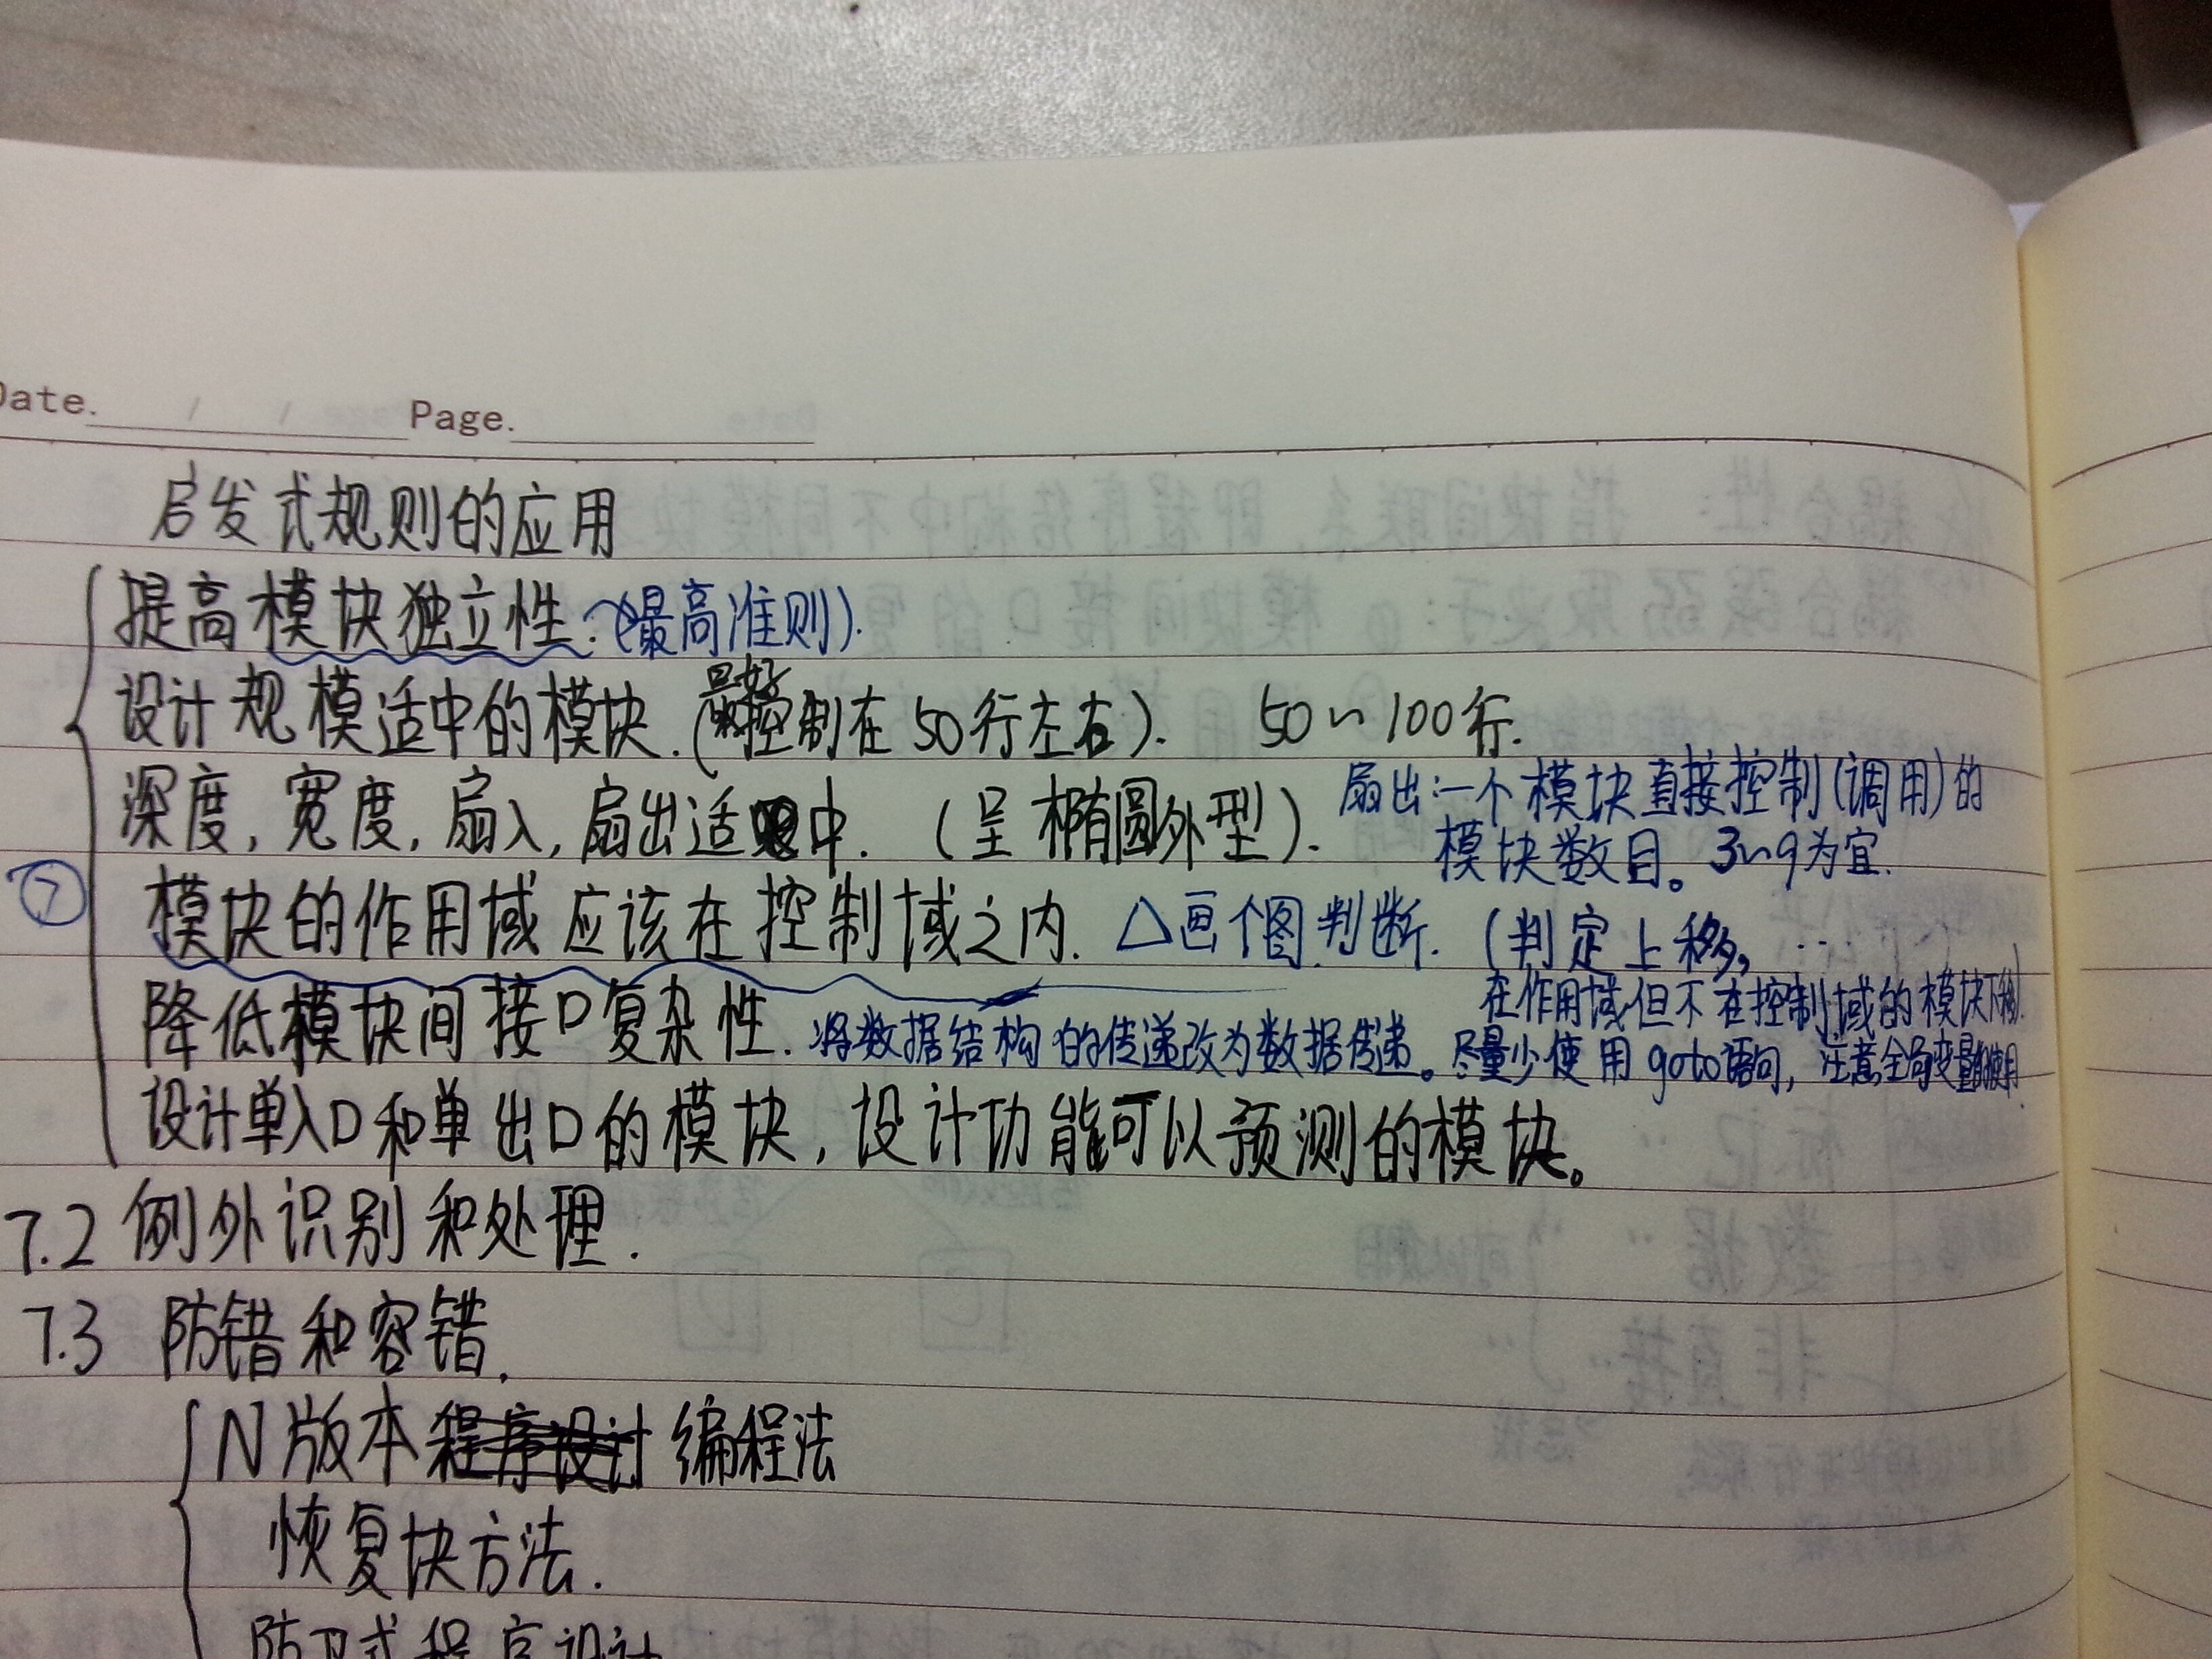 Date. / / Page.
启发式规则的应用
提高模块独立性.(最高准则).
设计规模适中的模块.(最好控制在50行左右). 50~100行.
深度,宽度,扇入,扇出适中.(呈椭圆外型).
扇出:一个模块直接控制(调用)的
模块数目。3~9为宜.
⑦
模块的作用域应该在控制域之内. △画个图判断.(判定上移,
在作用域但不在控制域的模块下移)
降低模块间接口复杂性.将数据结构的传递改为数据传递。尽量少使用goto语句,注意全局变量的使用
设计单入口和单出口的模块,设计功能可以预测的模块。
7.2 例外识别和处理.
7.3 防错和容错.
N版本程序设计 编程法
恢复块方法.
防卫式程序设计